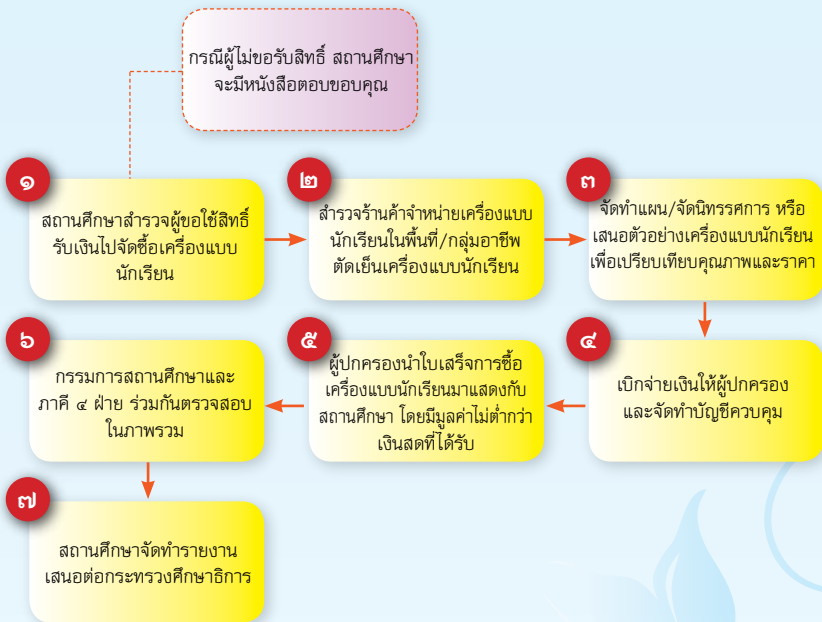 กรณีผู้ไม่ขอรับสิทธิ์ สถานศึกษา
จะมีหนังสือตอบขอบคุณ
๑
สถานศึกษาสำรวจผู้ขอใช้สิทธิ์
รับเงินไปจัดซื้อเครื่องแบบ
นักเรียน
๒
สำรวจร้านค้าจำหน่ายเครื่องแบบ
นักเรียนในพื้นที่/กลุ่มอาชีพ
ตัดเย็นเครื่องแบบนักเรียน
๓
จัดทำแผน/จัดนิทรรศการ หรือ
เสนอตัวอย่างเครื่องแบบนักเรียน
เพื่อเปรียบเทียบคุณภาพและราคา
๔
เบิกจ่ายเงินให้ผู้ปกครอง
และจัดทำบัญชีควบคุม
๕
ผู้ปกครองนำใบเสร็จการซื้อ
เครื่องแบบนักเรียนมาแสดงกับ
สถานศึกษา โดยมีมูลค่าไม่ต่ำกว่า
เงินสดที่ได้รับ
๖
กรรมการสถานศึกษาและ
ภาคี ๔ ฝ่าย ร่วมกันตรวจสอบ
ในภาพรวม
๗
สถานศึกษาจัดทำรายงาน
เสนอต่อกระทรวงศึกษาธิการ